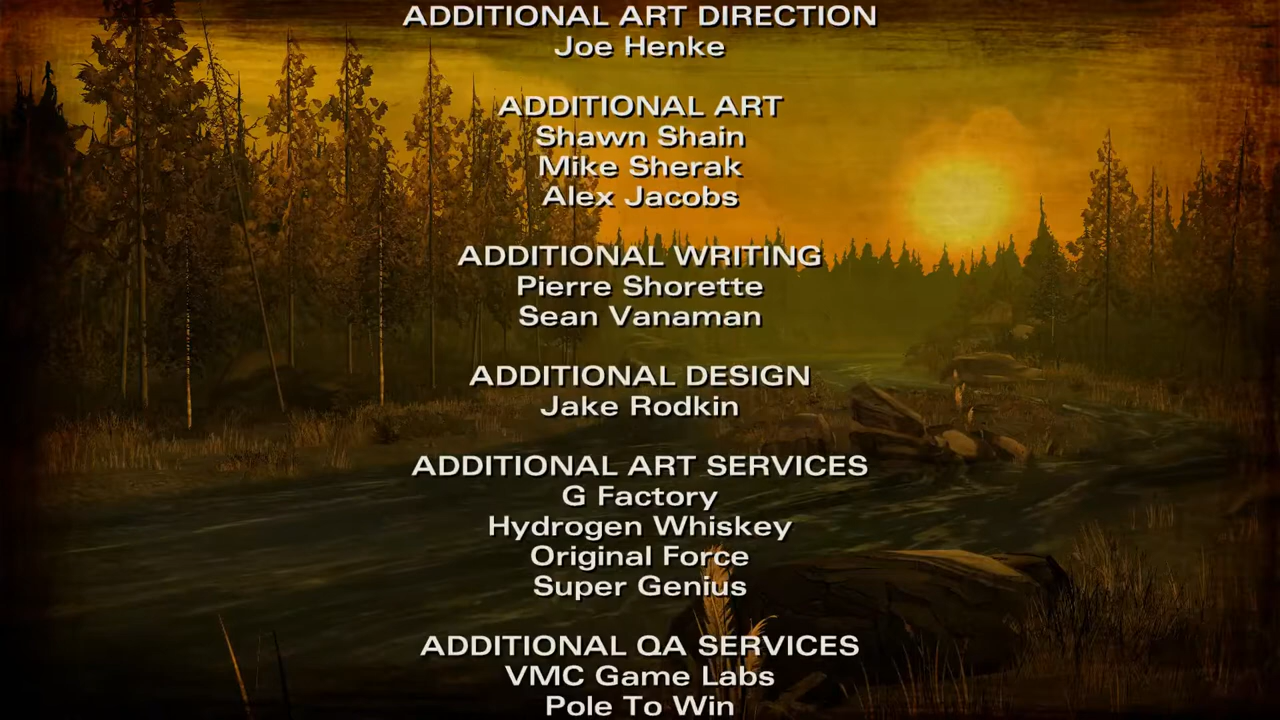 ADDITIONAL ART DIRECTION
Joe Henke
ADDITIONAL ART
Shawn Shain
Mike Sherak
Alex Jacobs
ADDITIONAL WRITING
Pierre Shorette
Sean Vanaman
ADDITIONAL DESIGN
Jake Rodkin
ADDITIONAL ART SERVICES
G Factory
Hydrogen Whiskey
Original Force
Super Genius
ADDITIONAL QA SERVICES
VMC Game Labs
Pole To Win